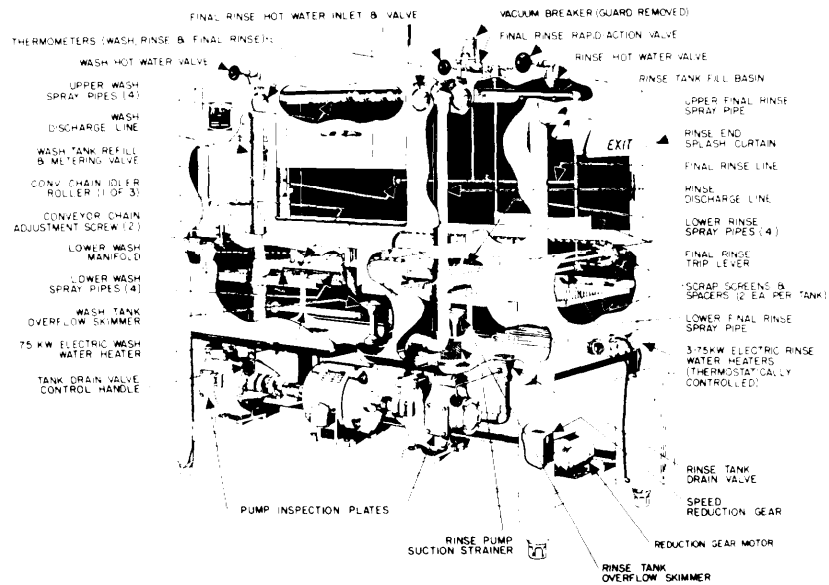 FINAL RINSE HOT WATER INLET & VALVE
THERMOMETERS (WASH, RINSE & FINAL RINSE)
WASH HOT WATER VALVE
UPPER WASH
SPRAY PIPES (4)
WASH
DISCHARGE LINE
WASH TANK REFILL
& METERING VALVE
CONV. CHAIN IDLER
ROLLER (1 OF 3)
CONVEYOR CHAIN
ADJUSTMENT SCREW (2)
LOWER WASH
MANIFOLD
LOWER WASH
SPRAY PIPES (4)
WASH TANK
OVERFLOW SKIMMER
75 KW ELECTRIC WASH
WATER HEATER
TANK DRAIN VALVE
CONTROL HANDLE
VACUUM BREAKER (GUARD REMOVED)
FINAL RINSE RAPID ACTION VALVE
RINSE HOT WATER VALVE
RINSE TANK FILL BASIN
UPPER FINAL RINSE
SPRAY PIPE
EXIT
RINSE END
SPLASH CURTAIN
FINAL RINSE LINE
RINSE
DISCHARGE LINE
LOWER RINSE
SPRAY PIPES (4)
FINAL RINSE
TRIP LEVER
SCRAP SCREENS &
SPACERS (2 EA. PER TANK)
LOWER FINAL RINSE
SPRAY PIPE
3-75KW ELECTRIC RINSE
WATER HEATERS
(THERMOSTATICALLY
CONTROLLED)
RINSE TANK
DRAIN VALVE
SPEED
REDUCTION GEAR
REDUCTION GEAR MOTOR
PUMP INSPECTION PLATES
RINSE PUMP
SUCTION STRAINER
RINSE TANK
OVERFLOW SKIMMER